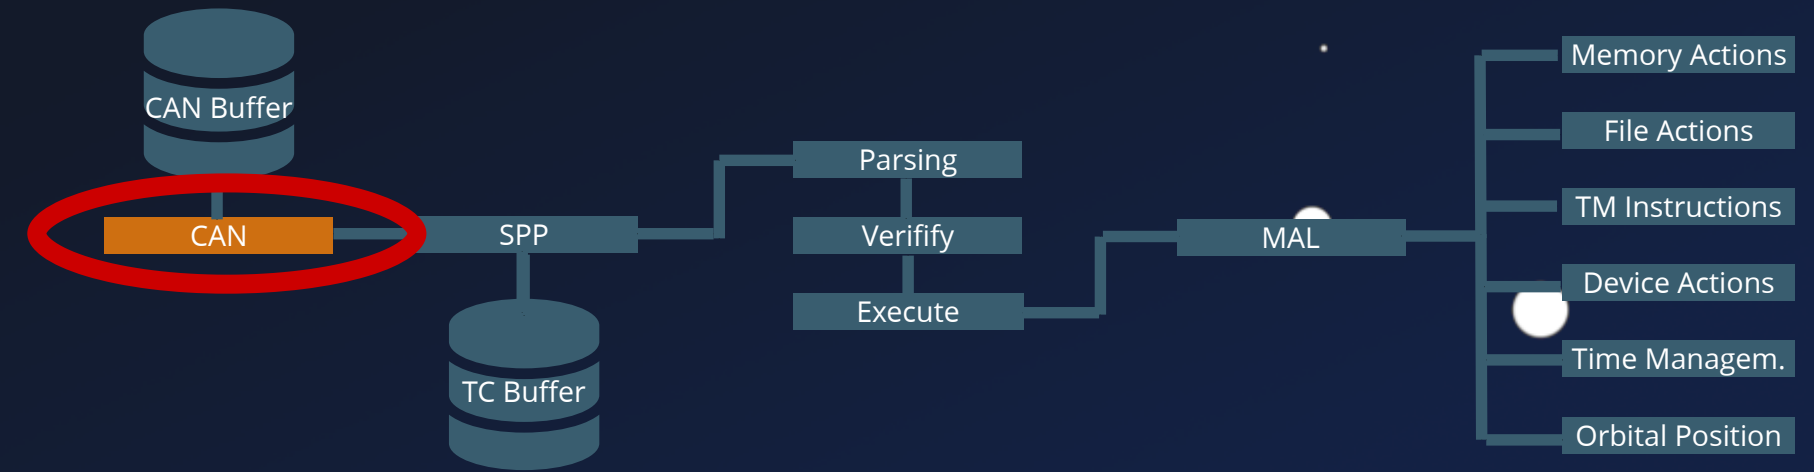 CAN Buffer
CAN
SPP
TC Buffer
Parsing
Verifify
Execute
MAL
Memory Actions
File Actions
TM Instructions
Device Actions
Time Managem.
Orbital Position